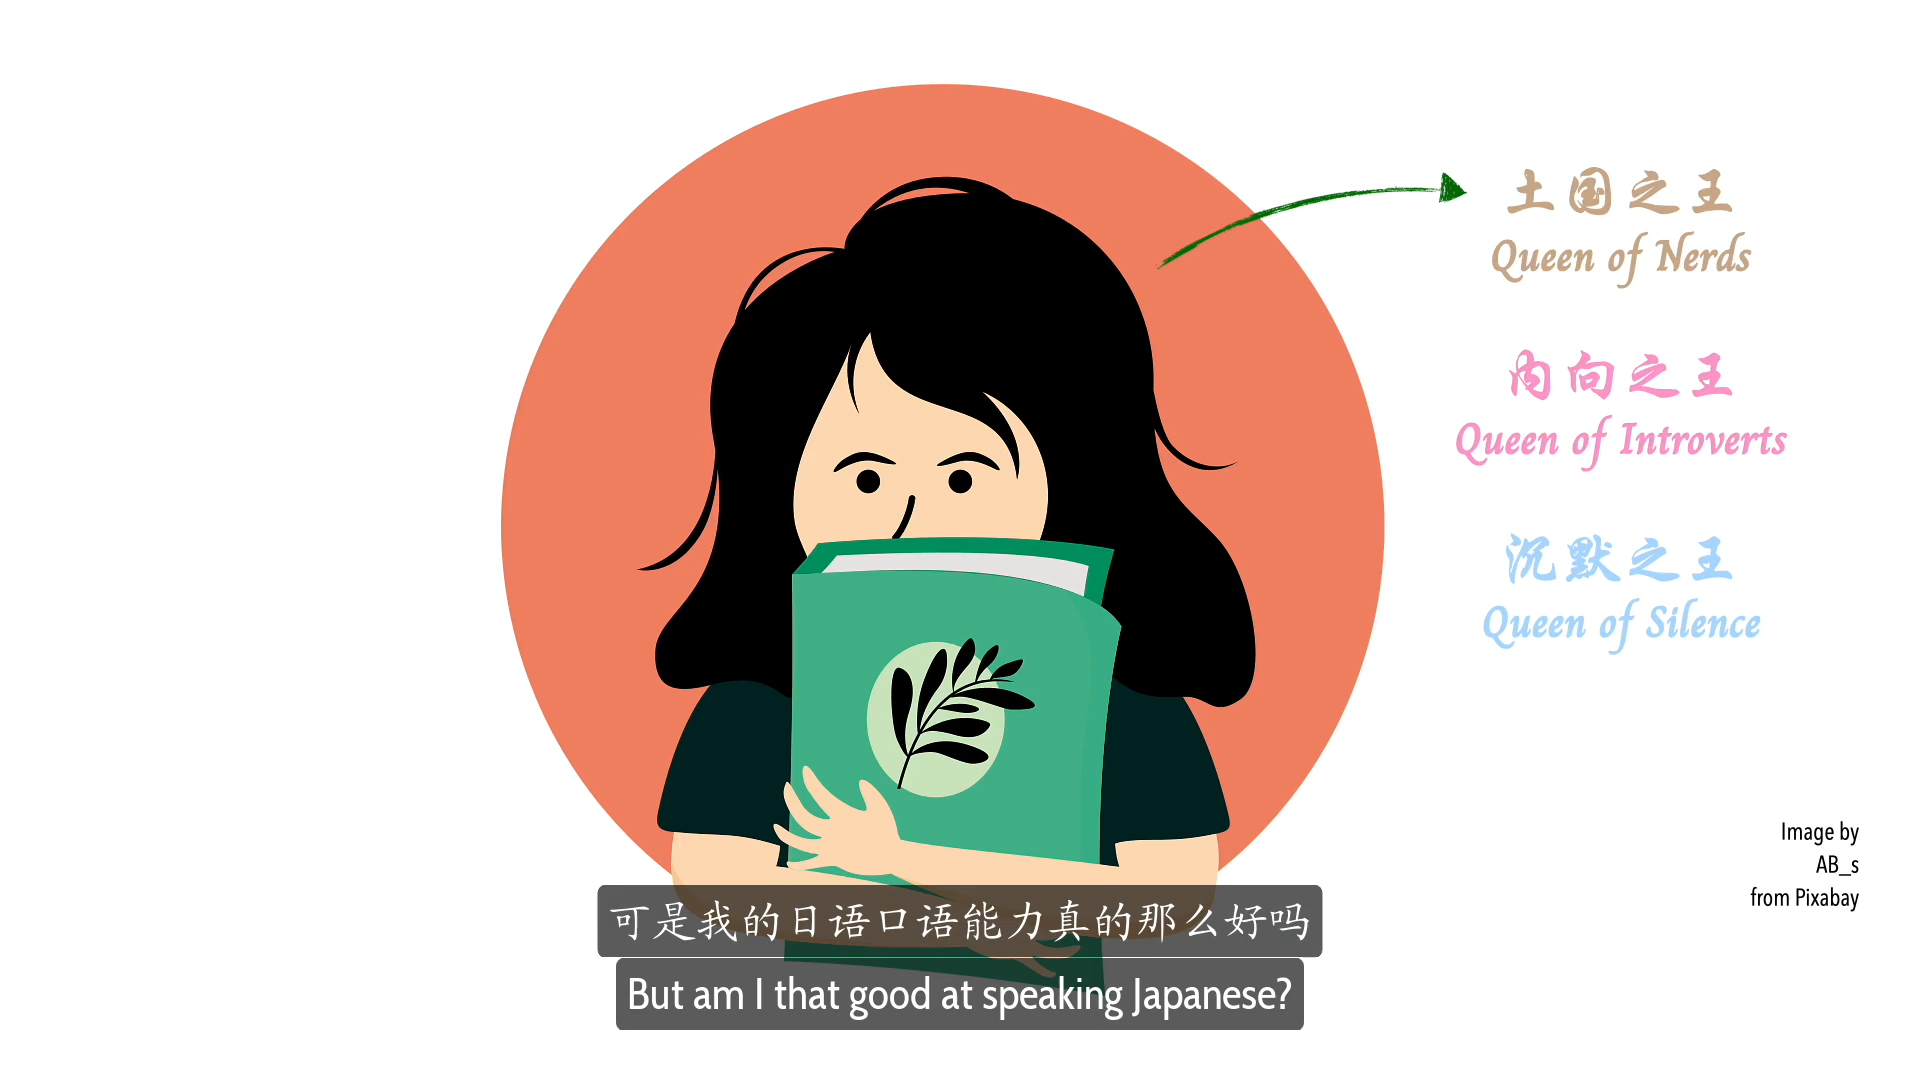 土国之王
Queen of Nerds
内向之王
Queen of Introverts
沉默之王
Queen of Silence
Image by
AB_s
from Pixabay
可是我的日语口语能力真的那么好吗
But am I that good at speaking Japanese?